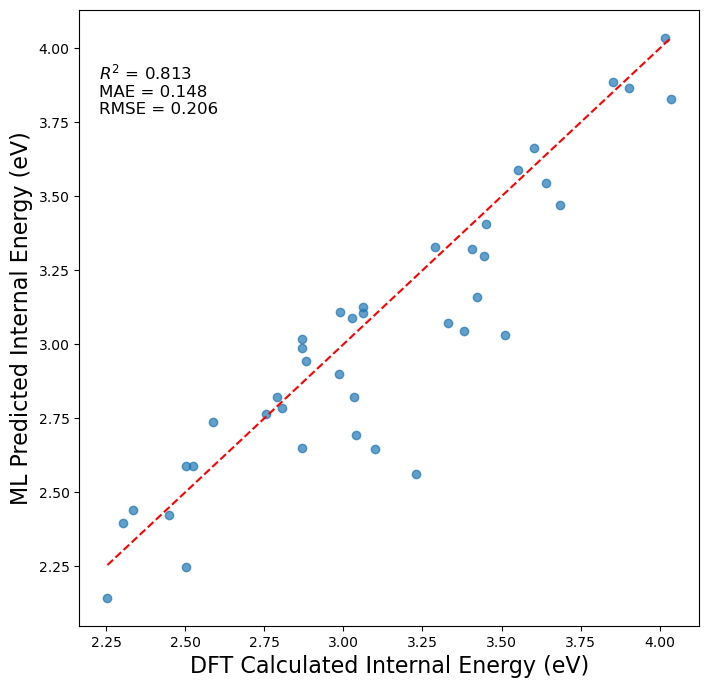 R² = 0.813
MAE = 0.148
RMSE = 0.206
ML Predicted Internal Energy (eV)
4.00
3.75
3.50
3.25
3.00
2.75
2.50
2.25
2.25 2.50 2.75 3.00 3.25 3.50 3.75 4.00
DFT Calculated Internal Energy (eV)